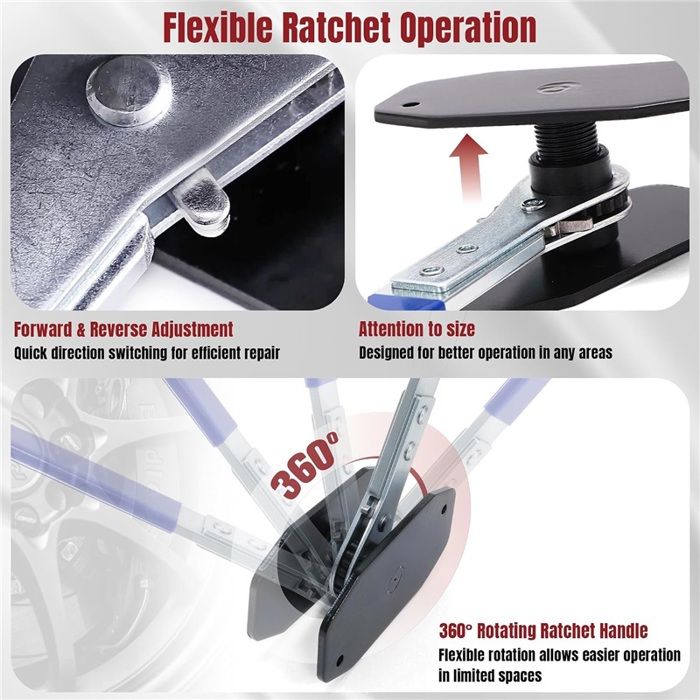 Flexible Ratchet Operation
Forward & Reverse Adjustment
Quick direction switching for efficient repair
Attention to size
Designed for better operation in any areas
360°
360° Rotating Ratchet Handle
Flexible rotation allows easier operation
in limited spaces